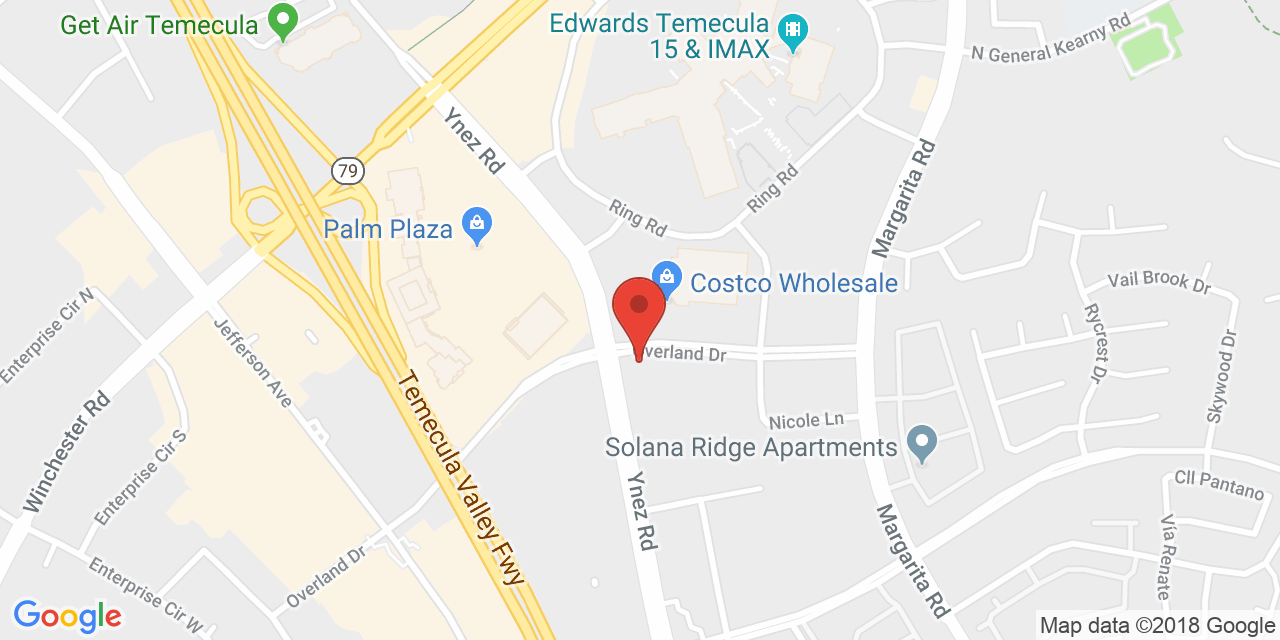 Get Air Temecula
Edwards Temecula
15 & IMAX
N General Kearny Rd
Ynez Rd
79
Margarita Rd
Ring Rd
Ring Rd
Palm Plaza
Costco Wholesale
Vail Brook Dr
Enterprise Cir N
Jefferson Ave
Overland Dr
Rycrest Dr
Skywood Dr
Temecula Valley Fwy
Winchester Rd
Nicole Ln
Solana Ridge Apartments
Enterprise Cir S
Ynez Rd
Cll Pantano
Margarita Rd
Vía Renate
Overland Dr
Enterprise Cir W
Google
Map data ©2018 Google